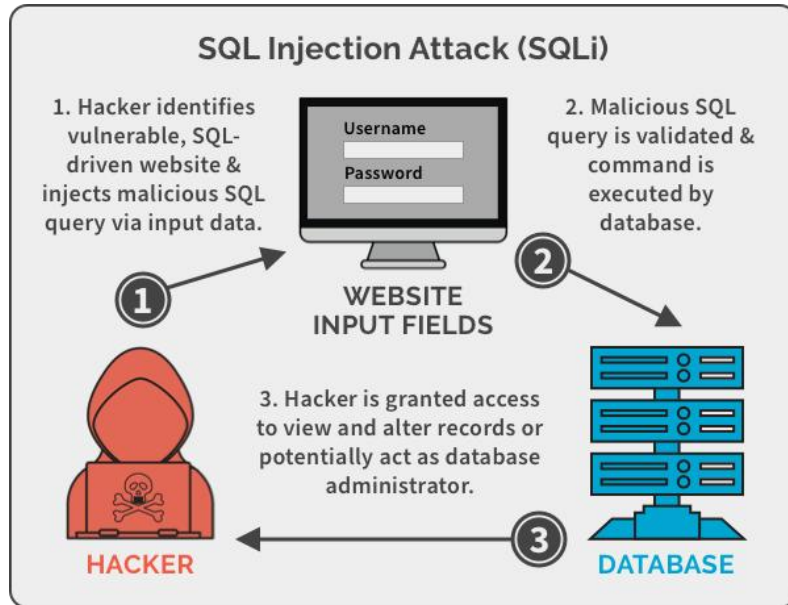 SQL Injection Attack (SQLi)
1. Hacker identifies
vulnerable, SQL-
driven website &
injects malicious SQL
query via input data.
Username
Password
2. Malicious SQL
query is validated &
command is
executed by
database.
1
2
WEBSITE
INPUT FIELDS
3. Hacker is granted access
to view and alter records or
potentially act as database
administrator.
3
HACKER
DATABASE